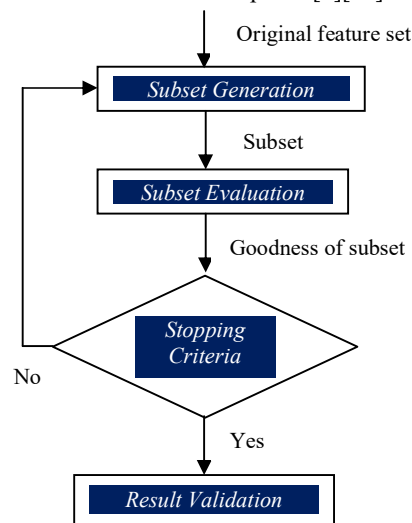 Original feature set
Subset Generation
Subset
Subset Evaluation
Goodness of subset
Stopping
Criteria
No
Yes
Result Validation